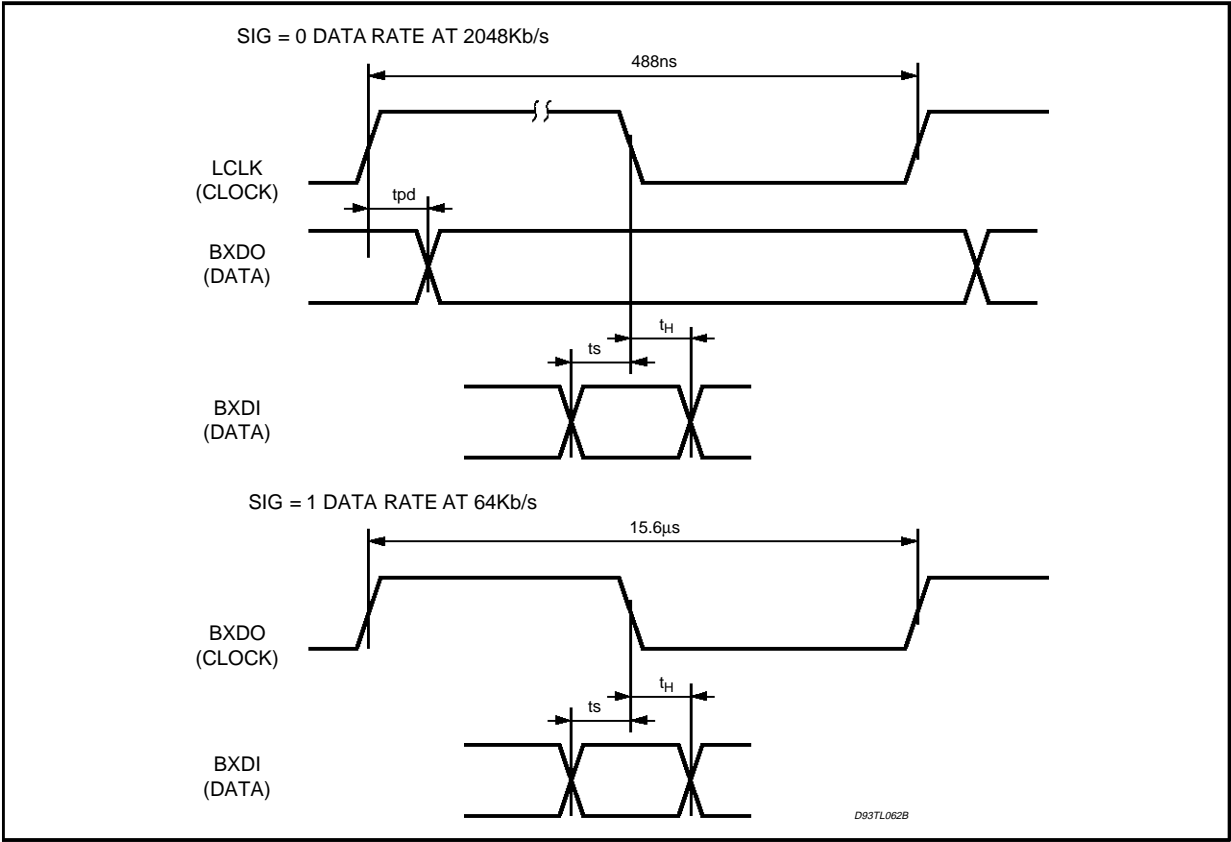 SIG = 0 DATA RATE AT 2048Kb/s
488ns
LCLK
(CLOCK)
tpd
BXDO
(DATA)
tH
ts
BXDI
(DATA)
SIG = 1 DATA RATE AT 64Kb/s
15.6µs
BXDO
(CLOCK)
tH
ts
BXDI
(DATA)
D93TL062B